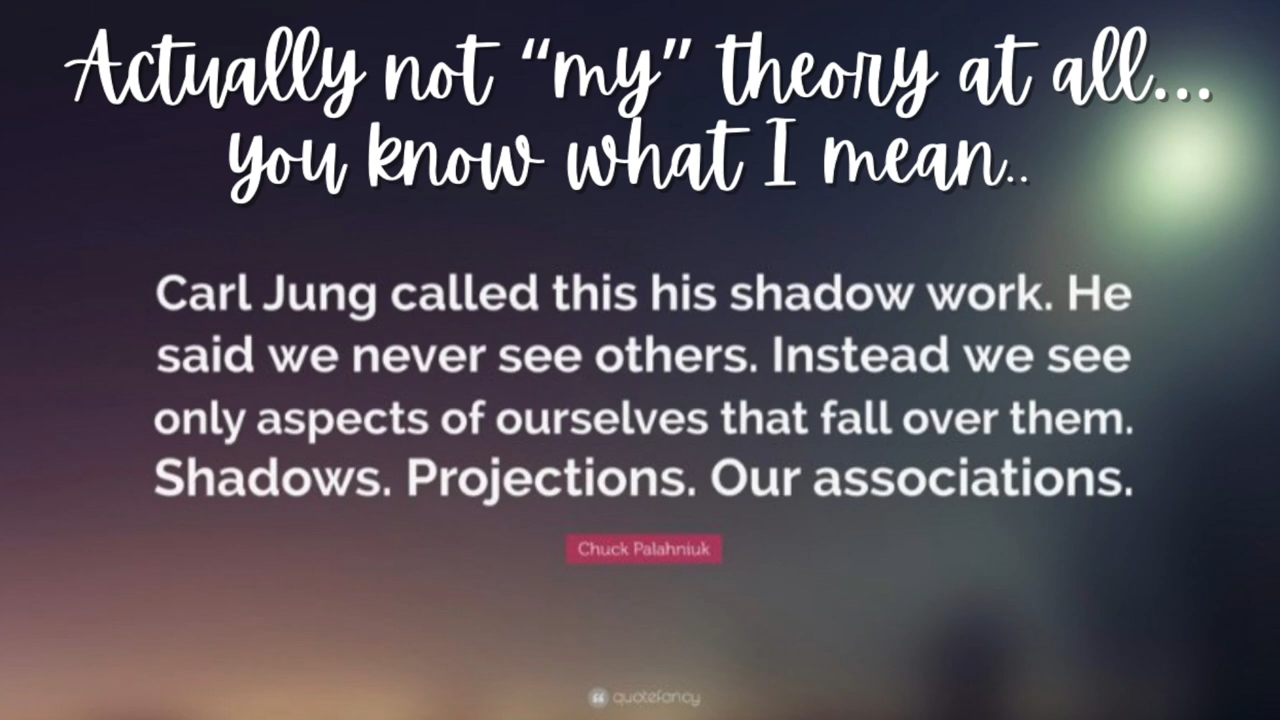 Actually not “my” theory at all...
you know what I mean..
Carl Jung called this his shadow work. He
said we never see others. Instead we see
only aspects of ourselves that fall over them.
Shadows. Projections. Our associations.
Chuck Palahniuk
quotefancy